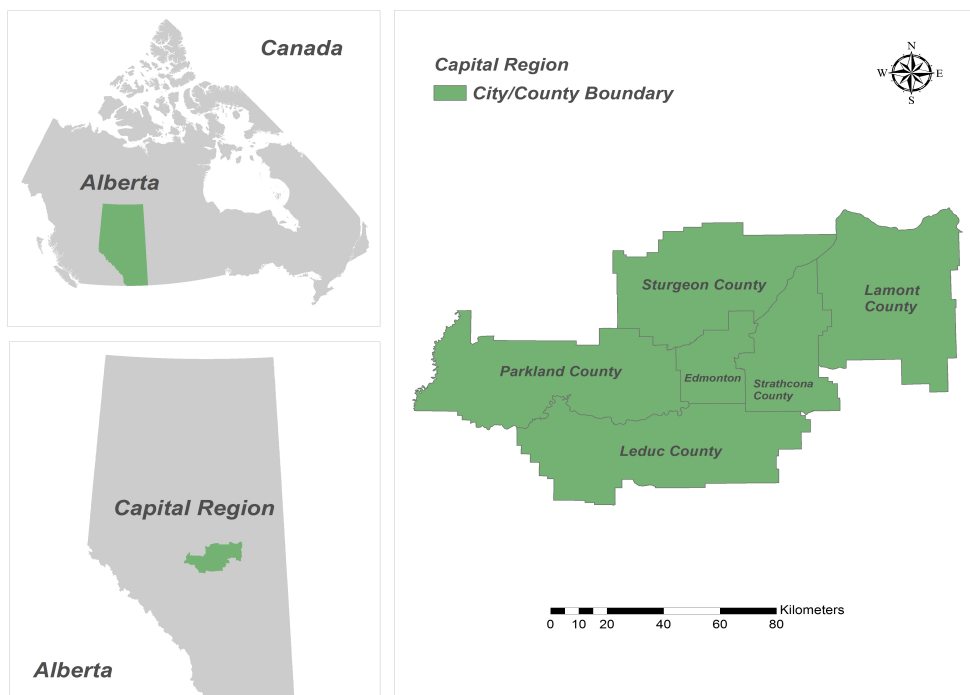 Canada
Alberta
Capital Region
Alberta
Capital Region
City/County Boundary
N
W E
S
Sturgeon County
Lamont
County
Parkland County
Edmonton
Strathcona
County
Leduc County
Kilometers
0 10 20 40 60 80